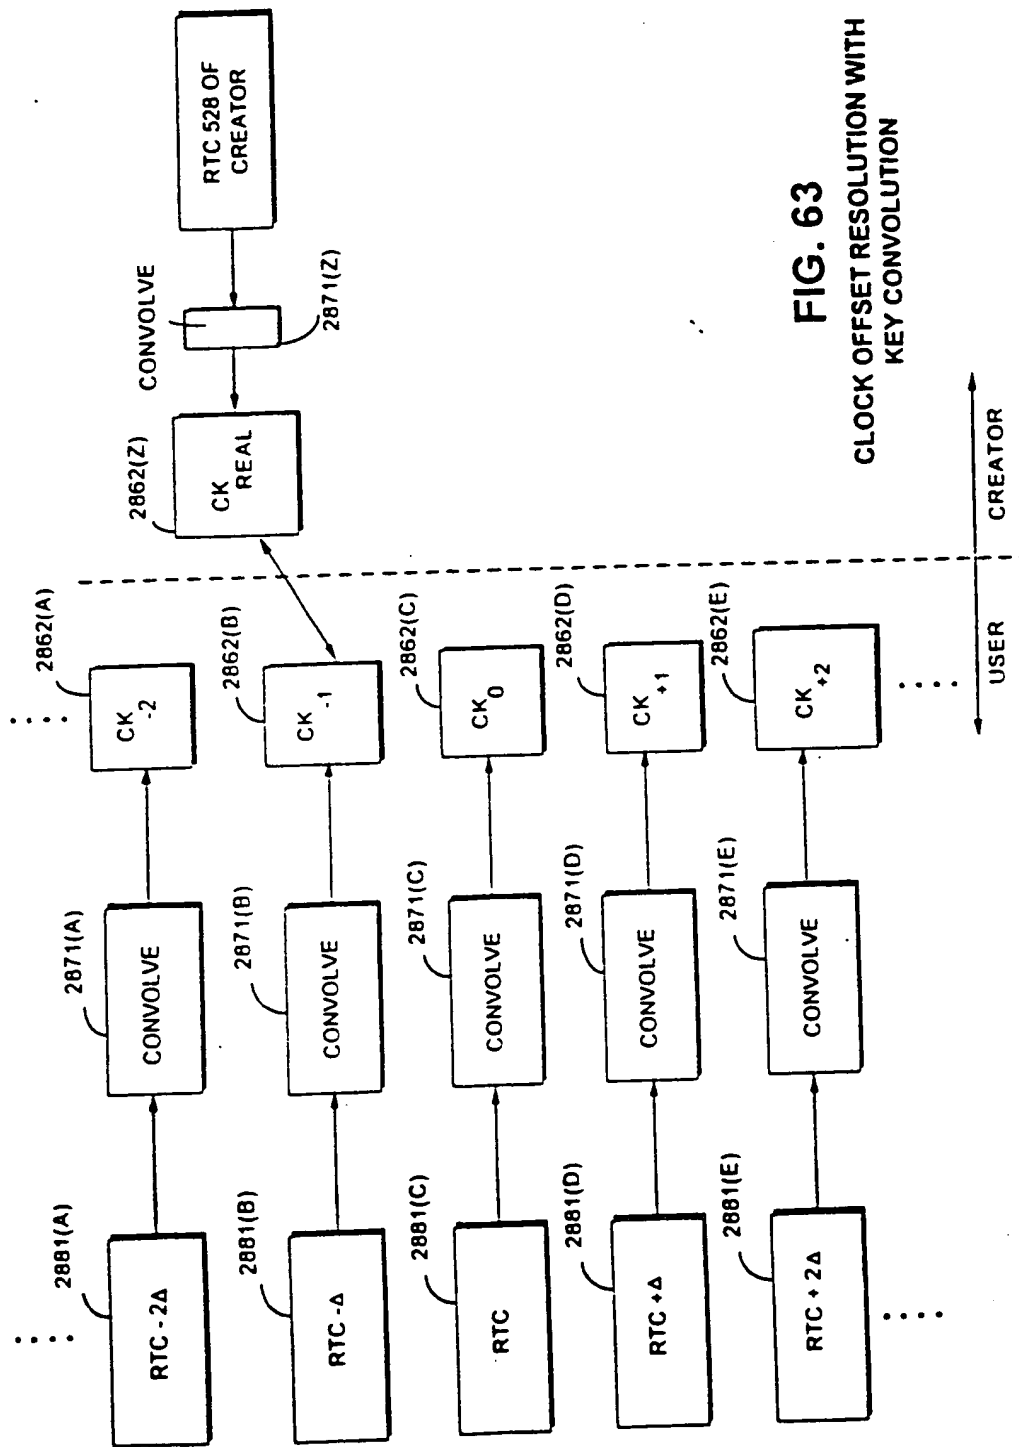 RTC 528 OF
CREATOR
CONVOLVE
2871(Z)
2862(Z)
CK
REAL
2862(A)
CK
-2
2871(A)
CONVOLVE
2881(A)
RTC - 2Δ
2862(B)
CK
-1
2871(B)
CONVOLVE
2881(B)
RTC -Δ
2862(C)
CK0
2871(C)
CONVOLVE
2881(C)
RTC
2862(D)
CK
+1
2871(D)
CONVOLVE
2881(D)
RTC +Δ
2862(E)
CK
+2
2871(E)
CONVOLVE
2881(E)
RTC + 2Δ
USER
CREATOR
FIG. 63
CLOCK OFFSET RESOLUTION WITH
KEY CONVOLUTION